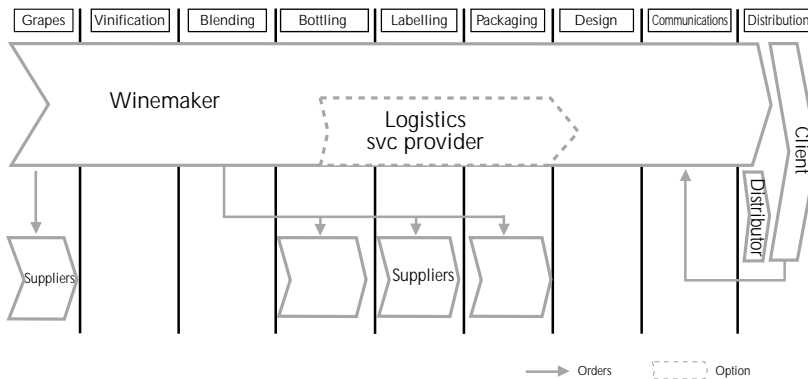 Grapes
Vinification
Blending
Bottling
Labelling
Packaging
Design
Communications
Distribution
Winemaker
Logistics
svc provider
Client
Distributor
Suppliers
Suppliers
Orders
Option